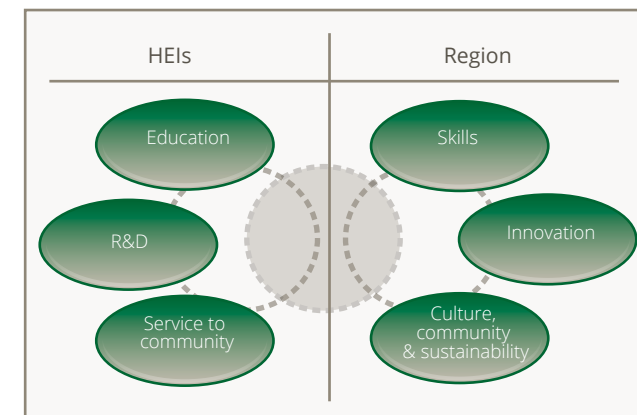 HEIs
Region
Education
Skills
R&D
Innovation
Service to
community
Culture,
community
& sustainability